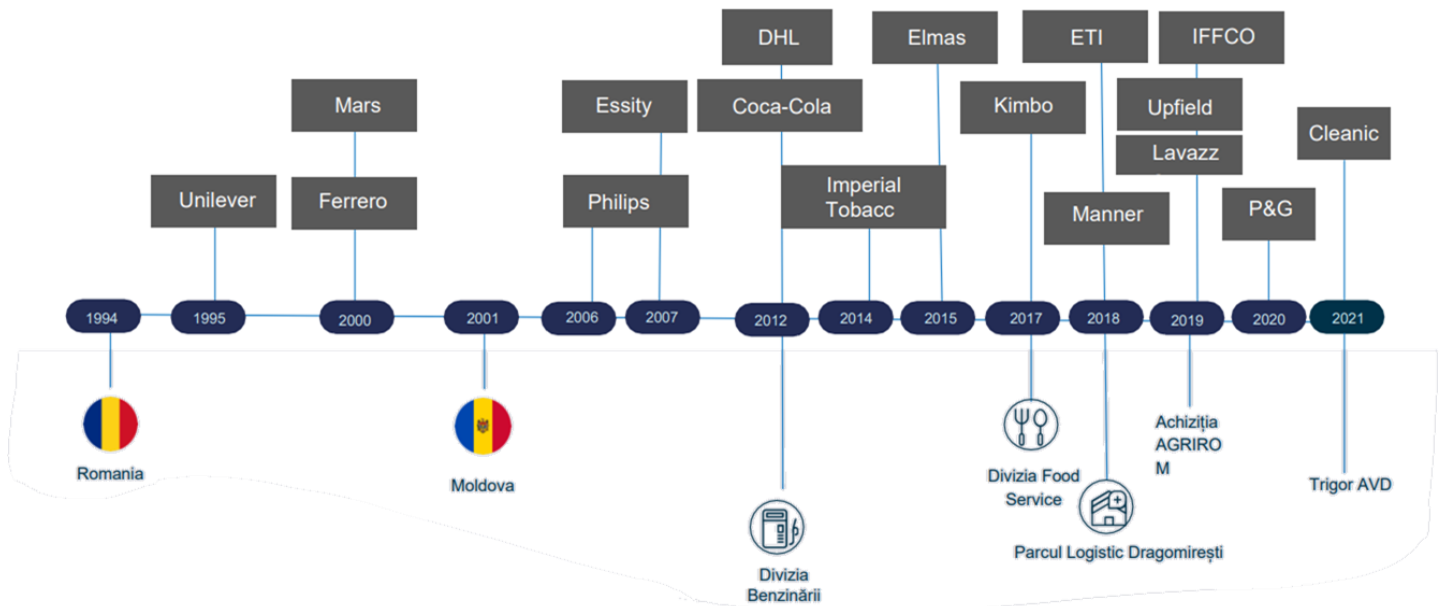 DHL
Elmas
ETI
IFFCO
Mars
Essity
Coca-Cola
Kimbo
Upfield
Cleanic
Lavazz
Unilever
Ferrero
Philips
Imperial
Tobacc
Manner
P&G
1994
1995
2000
2001
2006
2007
2012
2014
2015
2017
2018
2019
2020
2021
Romania
Moldova
Divizia
Benzinării
Divizia Food
Service
Parcul Logistic Dragomirești
Achiziția
AGRIRO
M
Trigor AVD